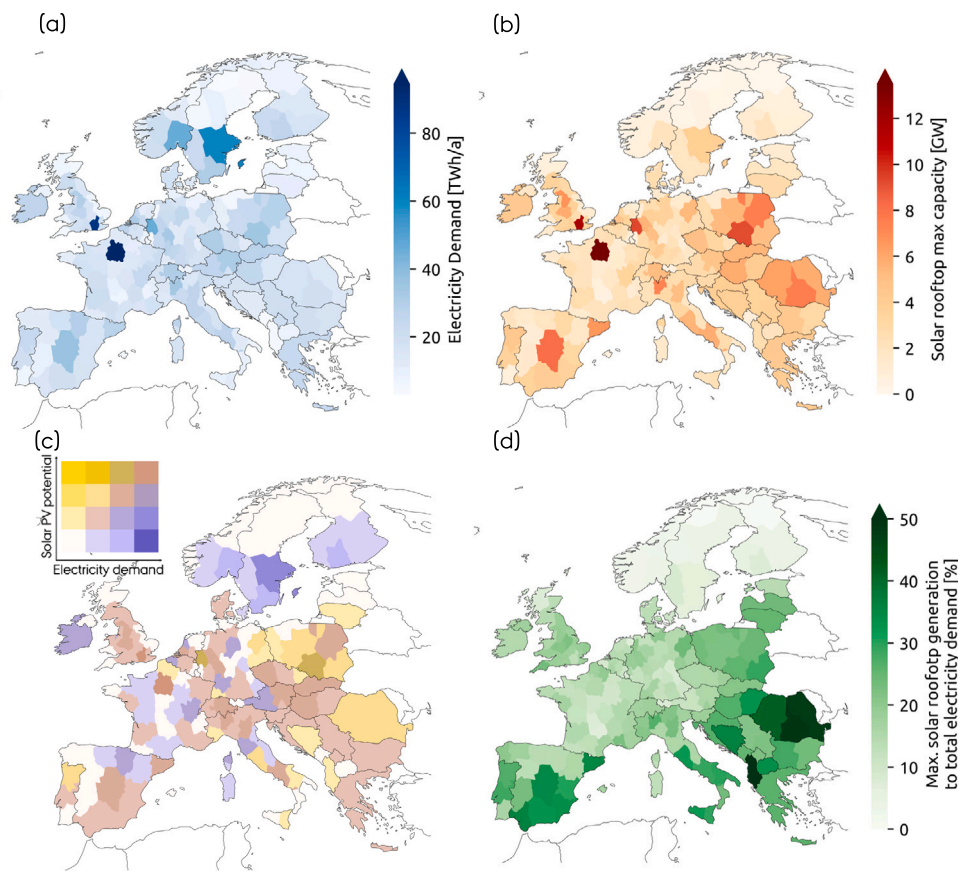 (a)
80
60
40
20
Electricity Demand [TWh/a]
(b)
12
10
8
6
4
2
0
Solar rooftop max capacity [GW]
(c)
Solar PV potential
Electricity demand
(d)
50
40
30
20
10
0
Max. solar roofotp generation
to total electricity demand [%]